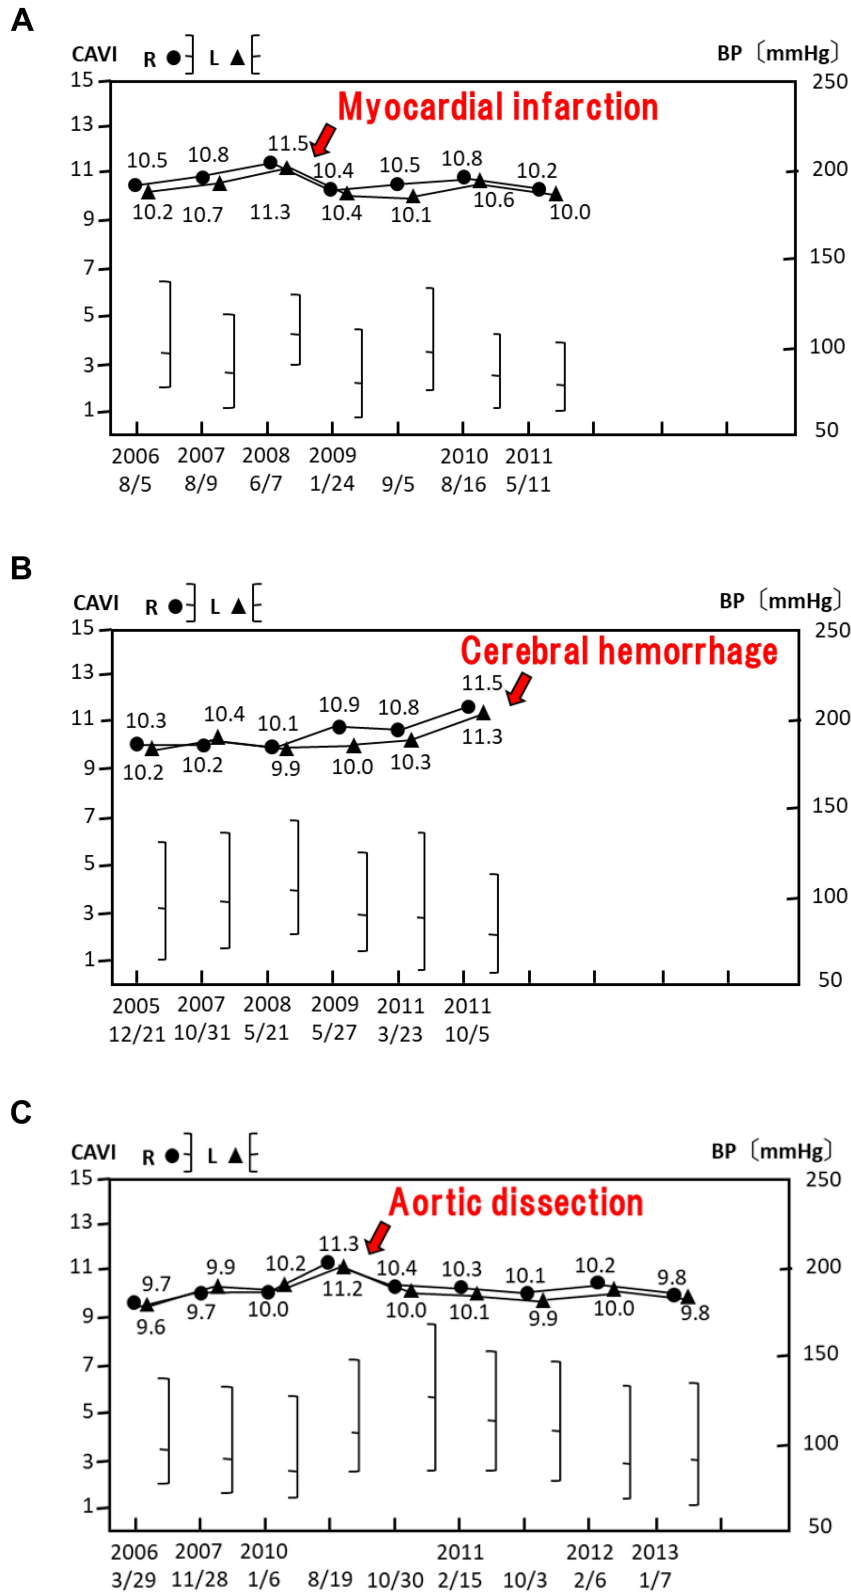 A
CAVI R L BP〔mmHg〕
15 250
Myocardial infarction
13
11.5
10.5 10.8 10.4 10.5 10.8 10.2
11 200
10.2 10.7 11.3 10.4 10.1 10.6 10.0
9
7 150
5
3 100
1
50
2006 2007 2008 2009 2010 2011
8/5 8/9 6/7 1/24 9/5 8/16 5/11
B
CAVI R L BP〔mmHg〕
15 250
Cerebral hemorrhage
13
11.5
10.3 10.4 10.1 10.9 10.8
11 200
10.2 10.2 9.9 10.0 10.3 11.3
9
7 150
5
3 100
1
50
2005 2007 2008 2009 2011 2011
12/21 10/31 5/21 5/27 3/23 10/5
C
CAVI R L BP〔mmHg〕
15 250
Aortic dissection
13
11.3
9.7 9.9 10.2 10.4 10.3 10.1 10.2 9.8
11 200
9.6 9.7 10.0 11.2 10.0 10.1 9.9 10.0 9.8
9
7 150
5
3 100
1
50
2006 2007 2010 2011 2012 2013
3/29 11/28 1/6 8/19 10/30 2/15 10/3 2/6 1/7